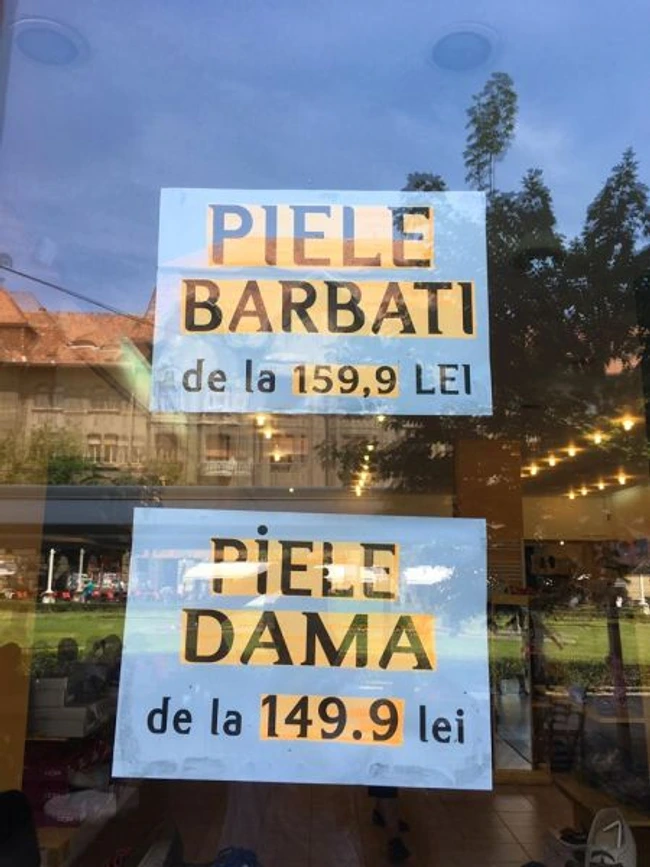 PIELE
BARBATI
de la 159,9 LEI
PiELE
DAMA
de la 149.9 lei